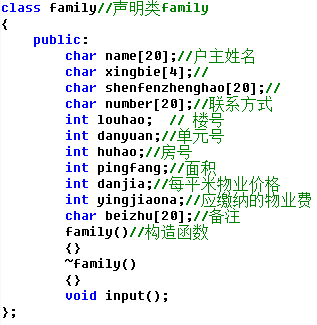 class family//声明类family
{
public:
char name[20];//户主姓名
char xingbie[4];//
char shenfenzhenghao[20];//
char number[20];//联系方式
int louhao;  // 楼号
int danyuan;//单元号
int huhao;//房号
int pingfang;//面积
int danjia;//每平米物业价格
int yingjiaona;//应缴纳的物业费
char beizhu[20];//备注
family()//构造函数
{}
~family()
{}
void input();
};